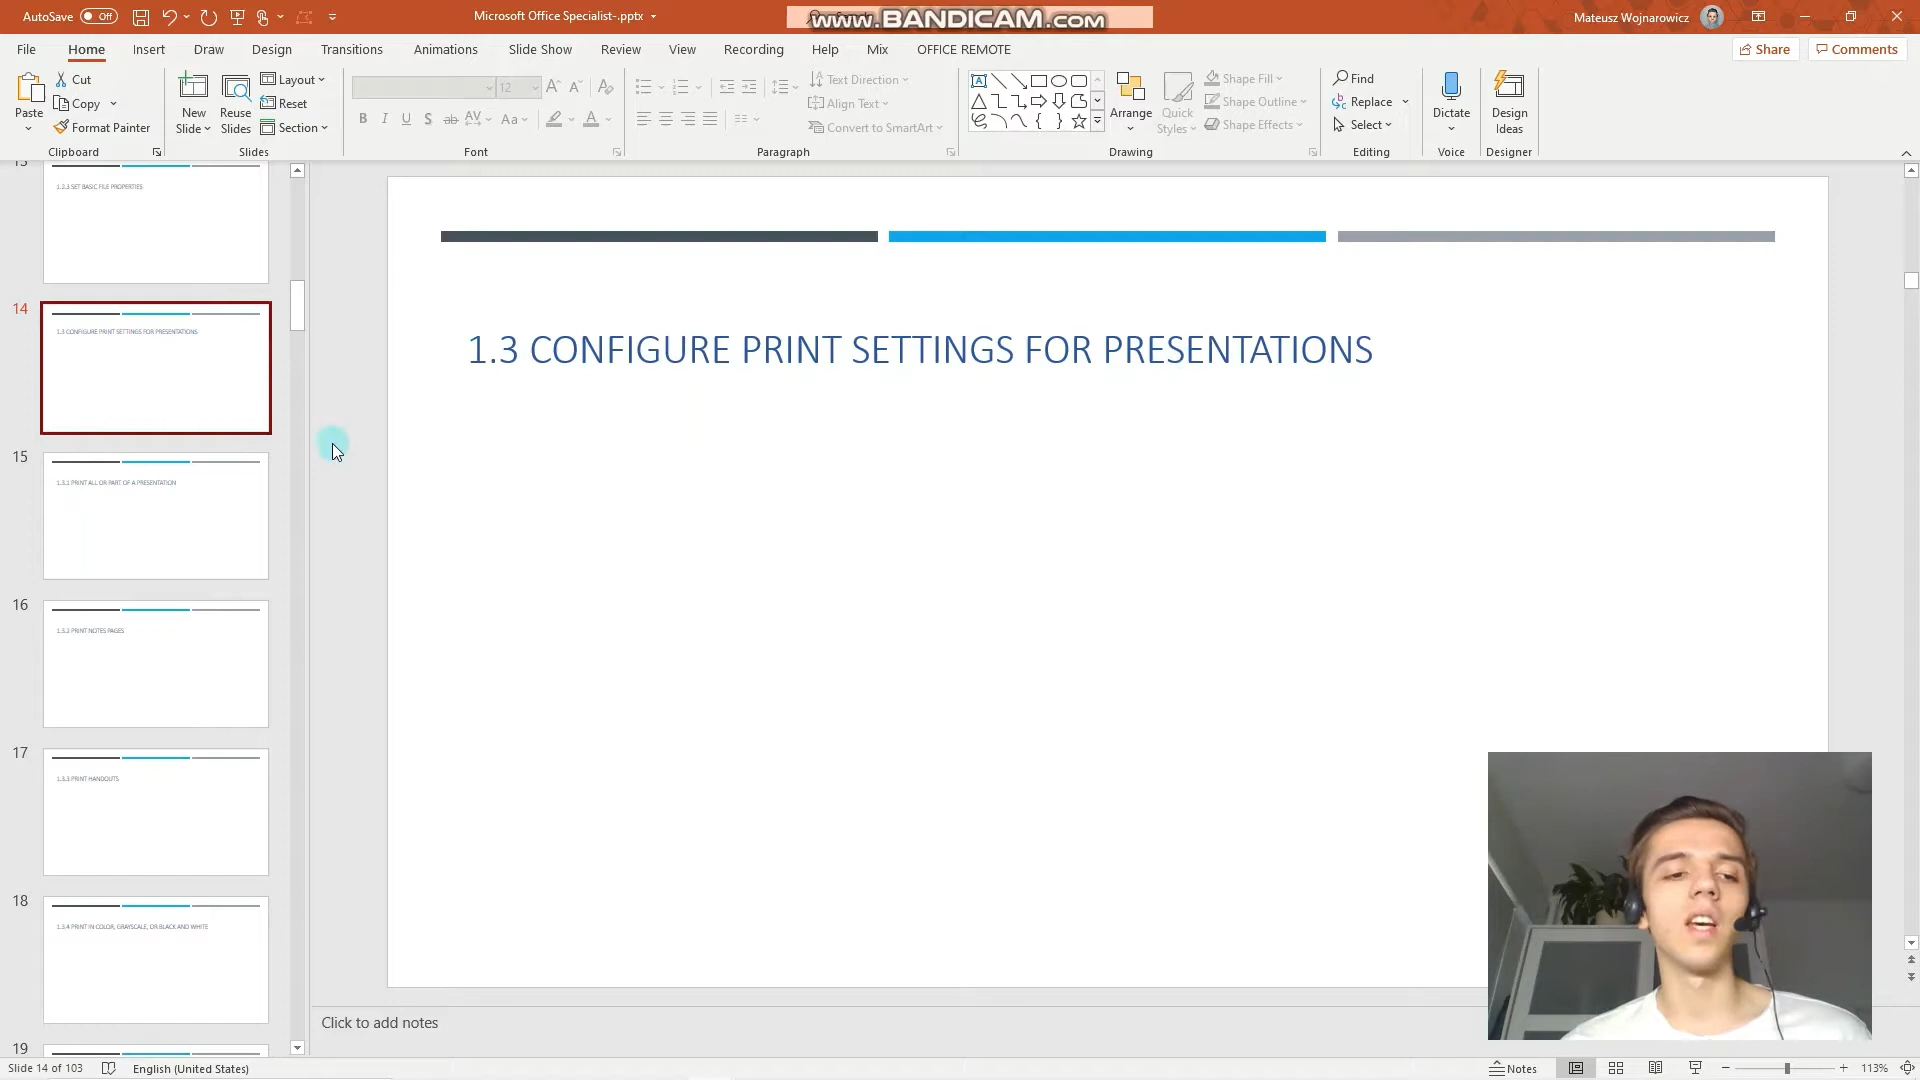 AutoSave Off
Microsoft Office Specialist-.pptx
www.BANDICAM.COM
Mateusz Wojnarowicz
File Home Insert Draw Design Transitions Animations Slide Show Review View Recording Help Mix OFFICE REMOTE
Share Comments
Paste
Cut
Copy
Format Painter
Clipboard
New Slide
Reuse Slides
Layout
Reset
Section
Slides
12
B I U S ab AV Aa A
Font
Text Direction
Align Text
Convert to SmartArt
Paragraph
Arrange
Quick Styles
Shape Fill
Shape Outline
Shape Effects
Drawing
Find
Replace
Select
Editing
Dictate
Voice
Design Ideas
Designer
13
1.2.3 SET BASIC FILE PROPERTIES
14
1.3 CONFIGURE PRINT SETTINGS FOR PRESENTATIONS
15
1.3.1 PRINT ALL OR PART OF A PRESENTATION
16
1.3.2 PRINT NOTES PAGES
17
1.3.3 PRINT HANDOUTS
18
1.3.4 PRINT IN COLOR, GRAYSCALE, OR BLACK AND WHITE
19
1.3 CONFIGURE PRINT SETTINGS FOR PRESENTATIONS
Click to add notes
Slide 14 of 103
English (United States)
Notes
113%